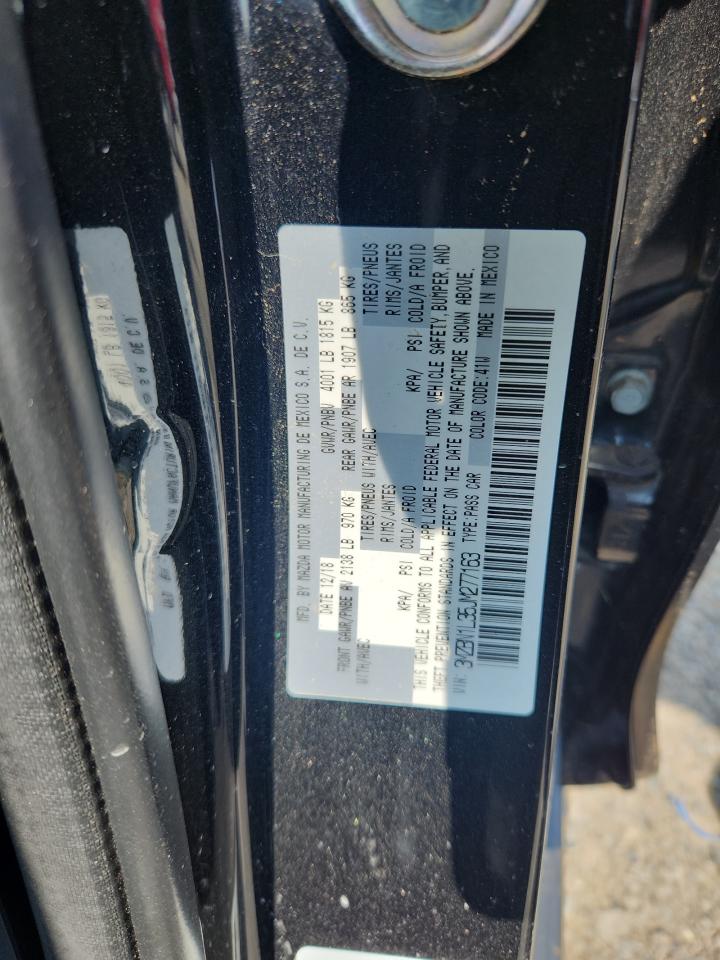 MFD. BY MAZDA MOTOR MANUFACTURING DE MEXICO S.A. DE C.V.
DATE 12/18 GVWR/PNBV 4001 LB 1815 KG
FRONT GAWR/PNBE AV 2138 LB 970 KG REAR GAWR/PNBE AR 1907 LB 865 KG
WITH/AVEC TIRES/PNEUS WITH/AVEC TIRES/PNEUS
RIMS/JANTES RIMS/JANTES
KPA/ PSI COLD/A FROID KPA/ PSI COLD/A FROID
THIS VEHICLE CONFORMS TO ALL APPLICABLE FEDERAL MOTOR VEHICLE SAFETY, BUMPER, AND
THEFT PREVENTION STANDARDS IN EFFECT ON THE DATE OF MANUFACTURE SHOWN ABOVE.
VIN: 3MZBN1L35JM277163 TYPE:PASS CAR COLOR CODE:41W MADE IN MEXICO